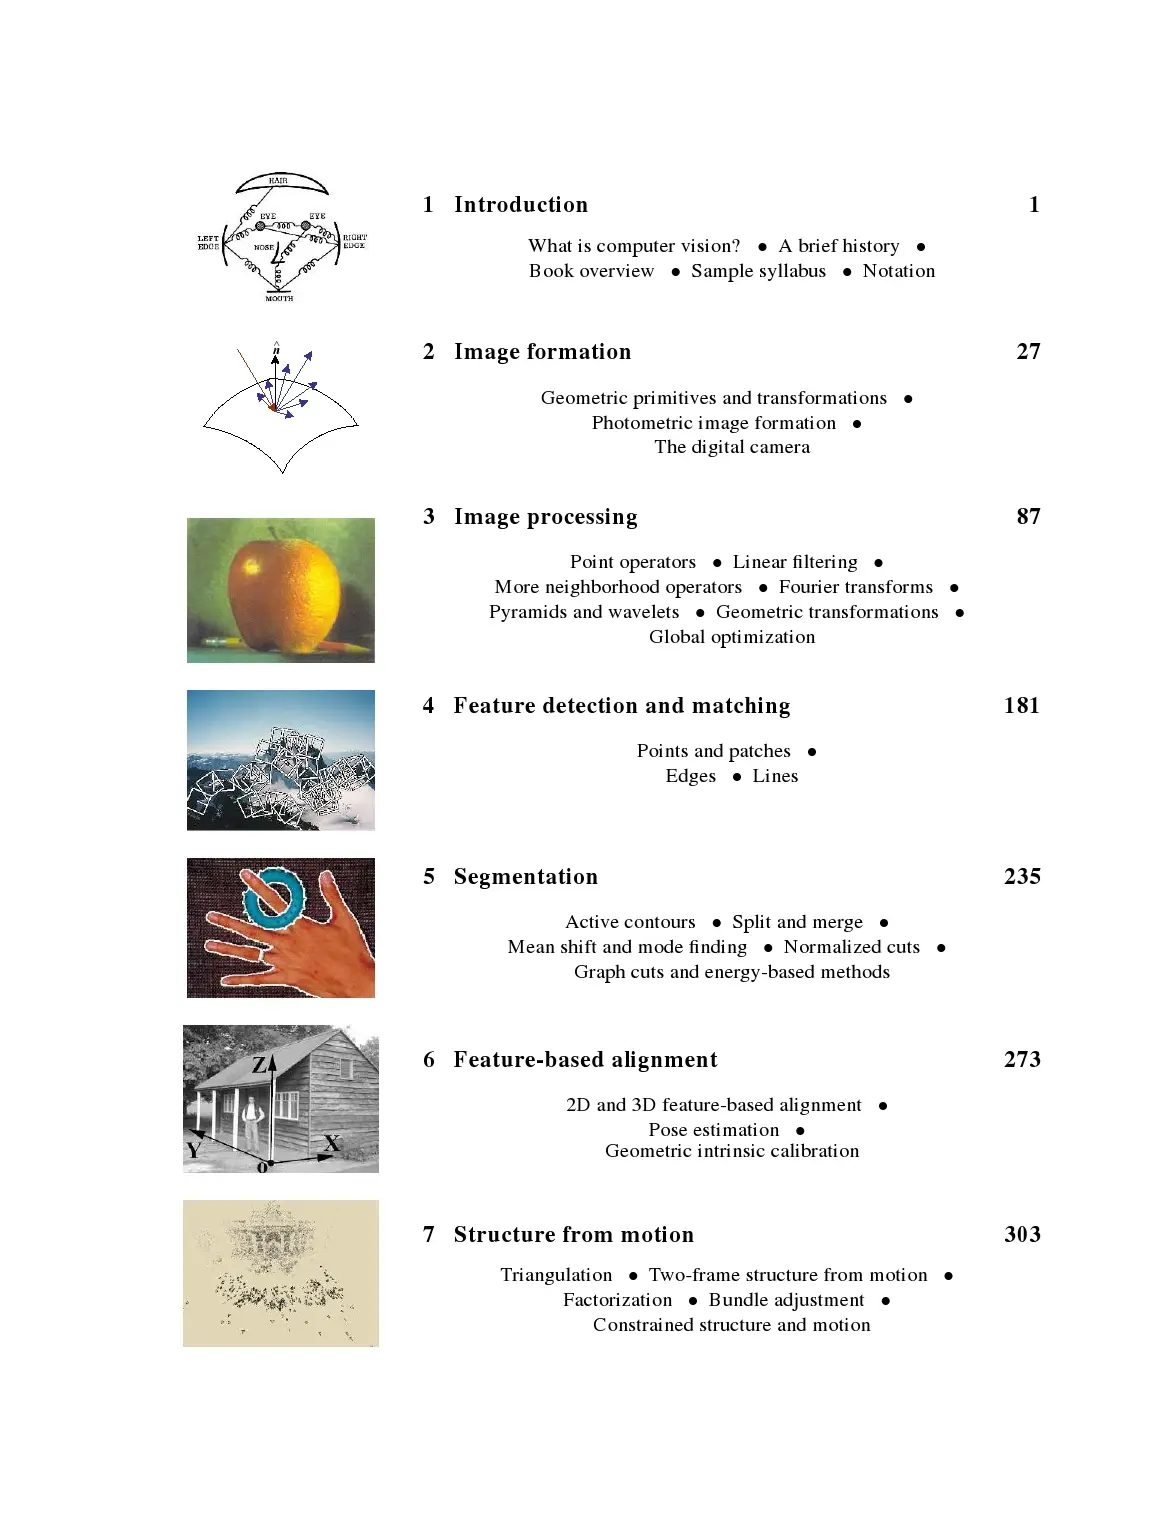 HAIR
EYE EYE
LEFT EDGE
RIGHT EDGE
NOSE
MOUTH
1 Introduction 1
What is computer vision? • A brief history •
Book overview • Sample syllabus • Notation
n̂
2 Image formation 27
Geometric primitives and transformations •
Photometric image formation •
The digital camera
3 Image processing 87
Point operators • Linear filtering •
More neighborhood operators • Fourier transforms •
Pyramids and wavelets • Geometric transformations •
Global optimization
4 Feature detection and matching 181
Points and patches •
Edges • Lines
5 Segmentation 235
Active contours • Split and merge •
Mean shift and mode finding • Normalized cuts •
Graph cuts and energy-based methods
Z
Y
X
O
6 Feature-based alignment 273
2D and 3D feature-based alignment •
Pose estimation •
Geometric intrinsic calibration
7 Structure from motion 303
Triangulation • Two-frame structure from motion •
Factorization • Bundle adjustment •
Constrained structure and motion